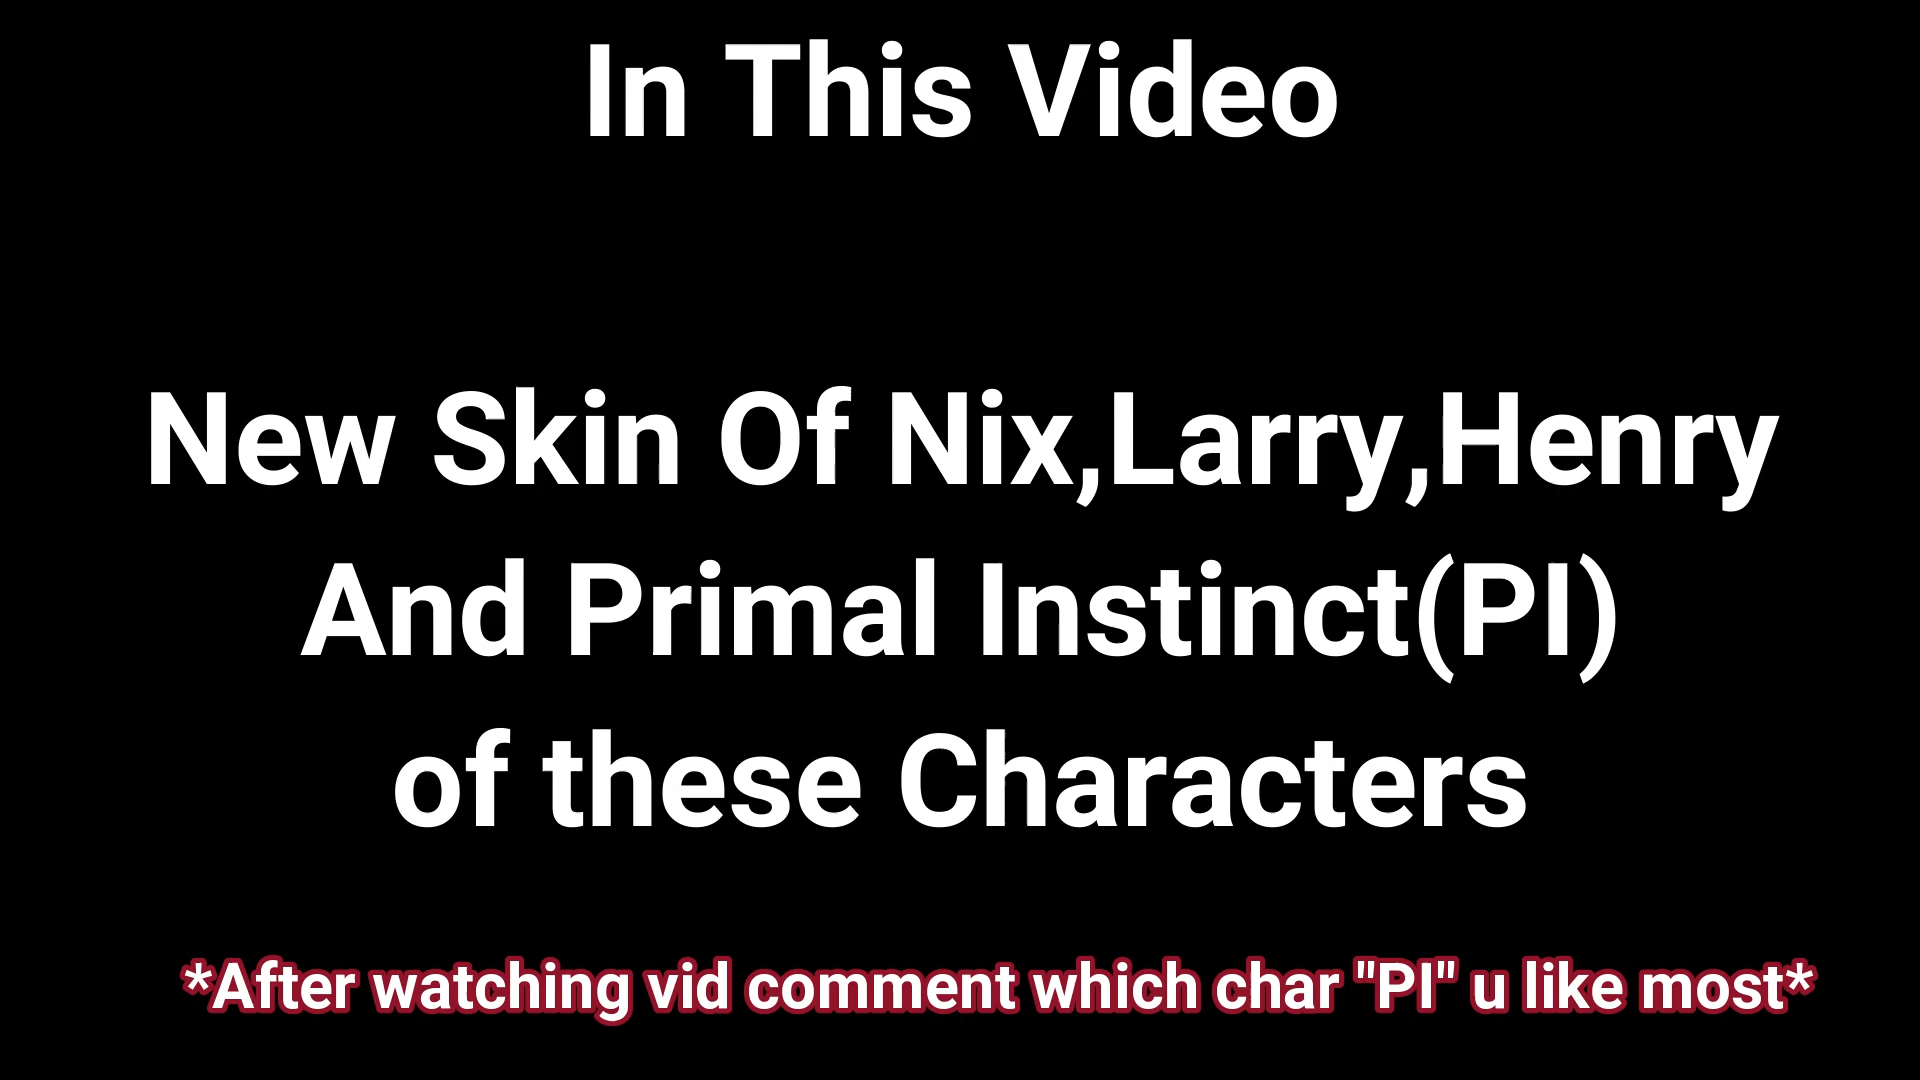 In This Video
New Skin Of Nix,Larry,Henry
And Primal Instinct(PI)
of these Characters
*After watching vid comment which char "PI" u like most*